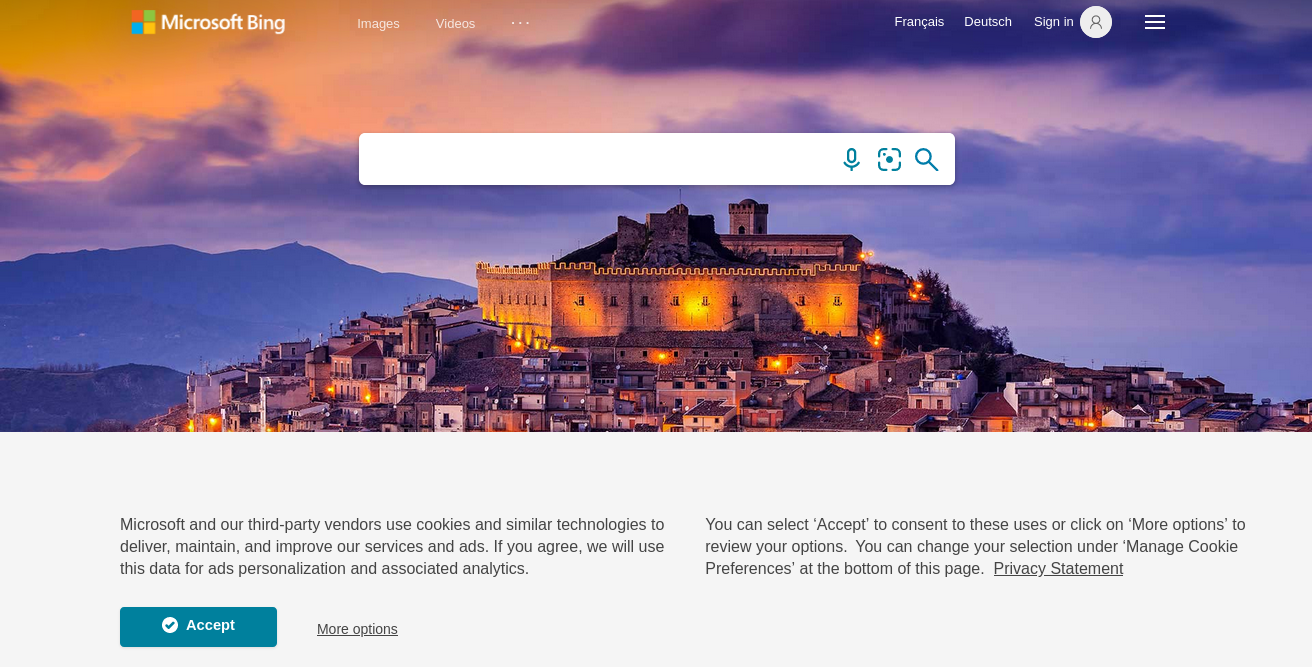 Microsoft Bing
Images
Videos
Français
Deutsch
Sign in
Microsoft and our third-party vendors use cookies and similar technologies to
deliver, maintain, and improve our services and ads. If you agree, we will use
this data for ads personalization and associated analytics.
You can select ‘Accept’ to consent to these uses or click on ‘More options’ to
review your options.  You can change your selection under ‘Manage Cookie
Preferences’ at the bottom of this page.  Privacy Statement
Accept
More options